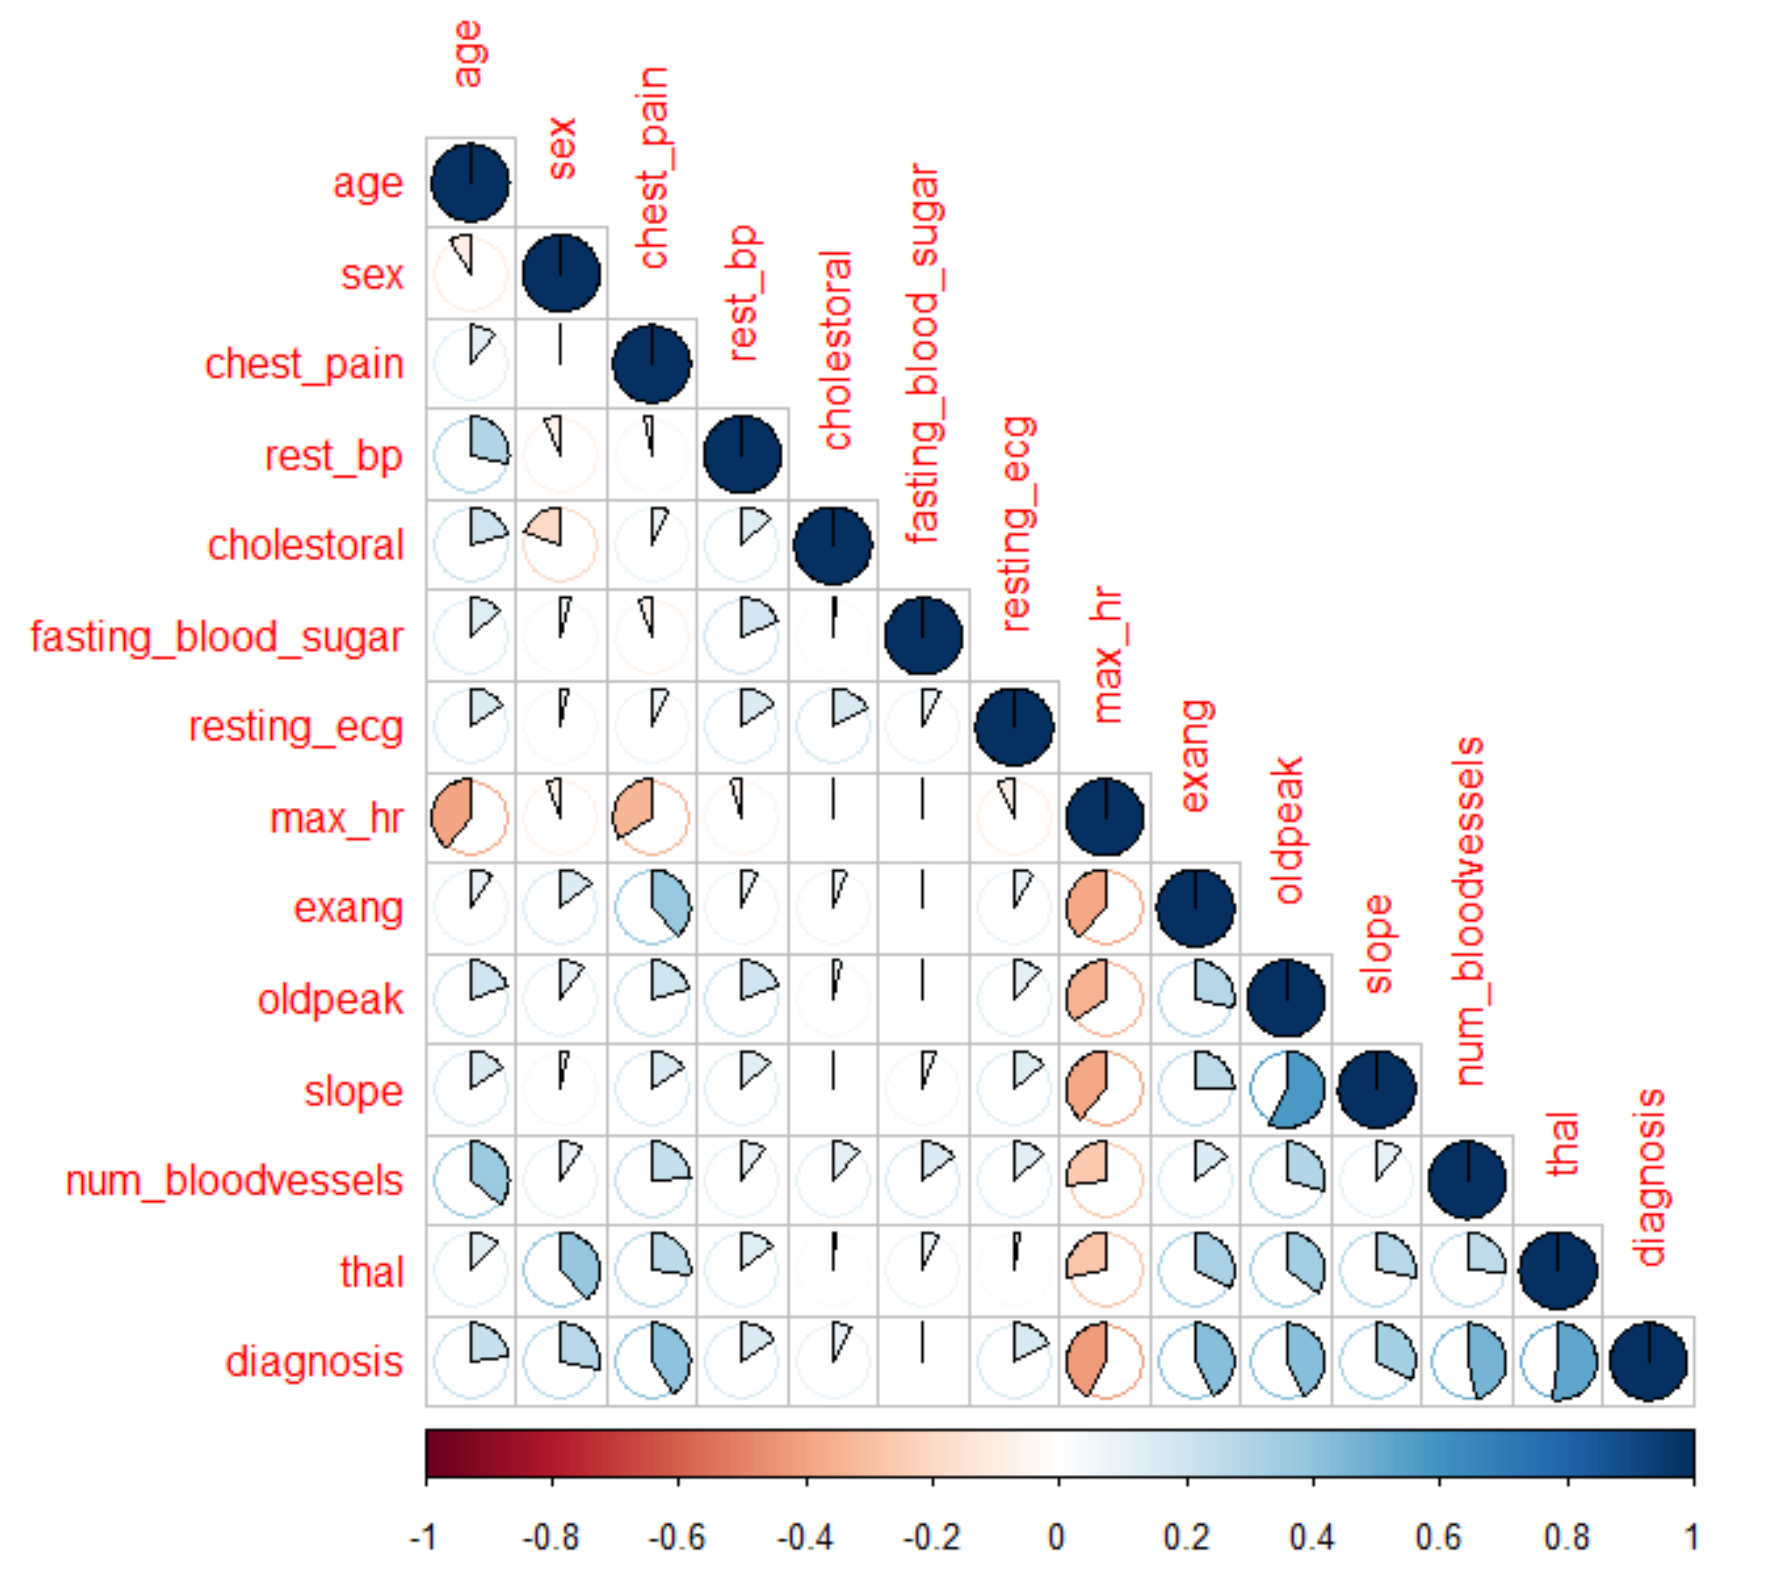 age
sex
chest_pain
rest_bp
cholestoral
fasting_blood_sugar
resting_ecg
max_hr
exang
oldpeak
slope
num_bloodvessels
thal
diagnosis
age
sex
chest_pain
rest_bp
cholestoral
fasting_blood_sugar
resting_ecg
max_hr
exang
oldpeak
slope
num_bloodvessels
thal
diagnosis
-1 -0.8 -0.6 -0.4 -0.2 0 0.2 0.4 0.6 0.8 1